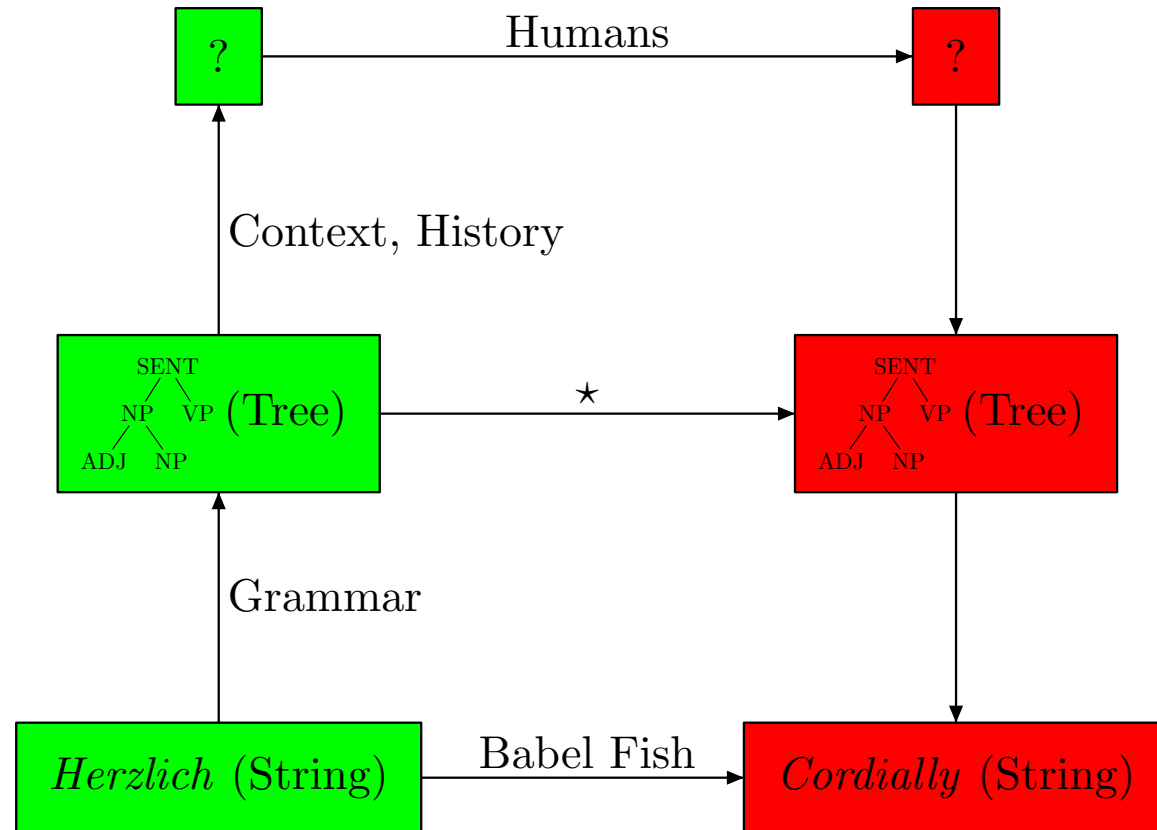 ? Humans ?
Context, History
SENT SENT
NP VP (Tree) ⋆ NP VP (Tree)
ADJ NP ADJ NP
Grammar
Herzlich (String) Babel Fish Cordially (String)